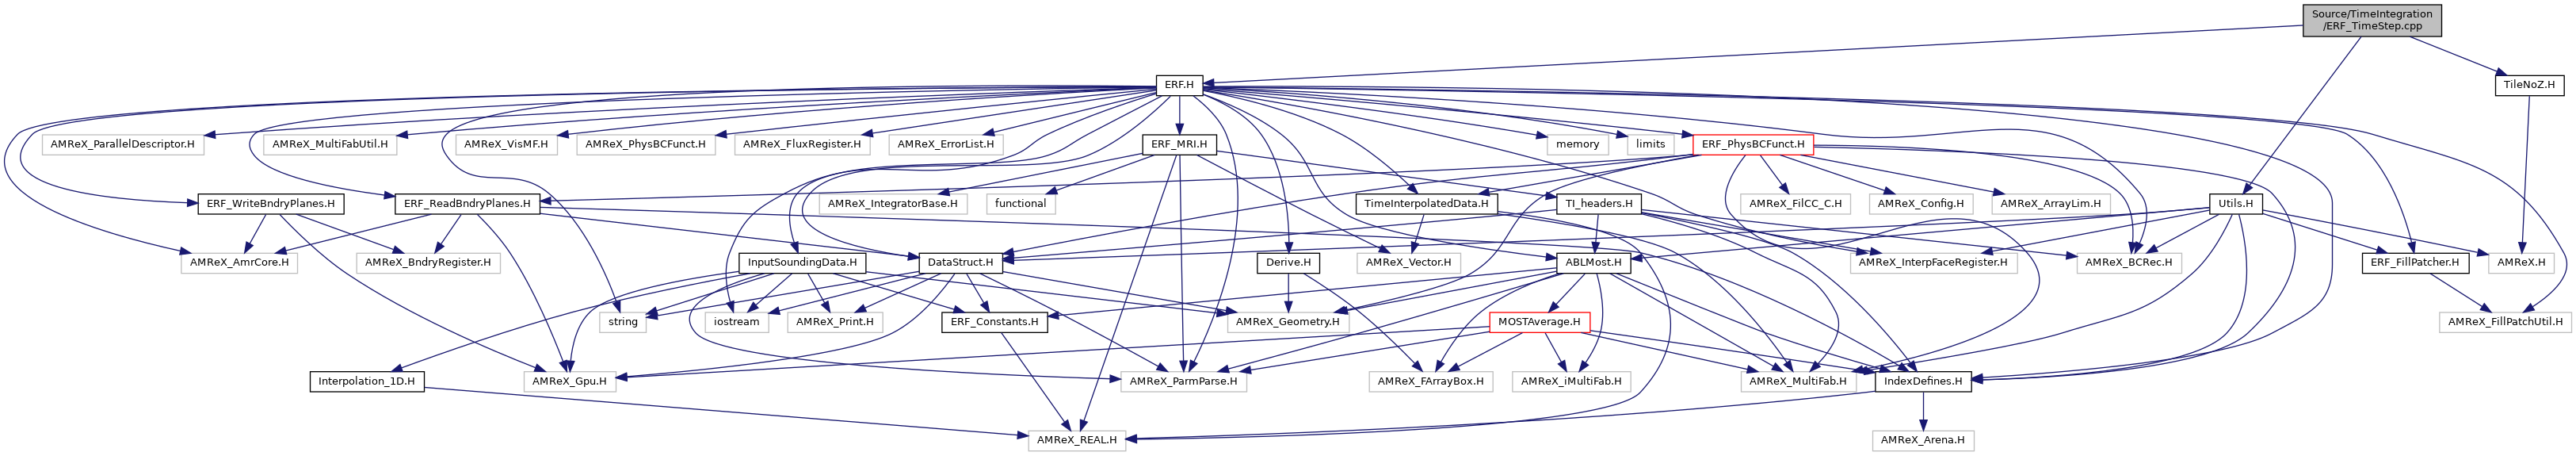 Source/TimeIntegration
/ERF_TimeStep.cpp
ERF.H
TileNoZ.H
AMReX_ParallelDescriptor.H
AMReX_MultiFabUtil.H
AMReX_VisMF.H
AMReX_PhysBCFunct.H
AMReX_FluxRegister.H
AMReX_ErrorList.H
ERF_MRI.H
memory
limits
ERF_PhysBCFunct.H
ERF_WriteBndryPlanes.H
ERF_ReadBndryPlanes.H
AMReX_IntegratorBase.H
functional
TimeInterpolatedData.H
TI_headers.H
AMReX_FilCC_C.H
AMReX_Config.H
AMReX_ArrayLim.H
Utils.H
AMReX_AmrCore.H
AMReX_BndryRegister.H
InputSoundingData.H
DataStruct.H
Derive.H
AMReX_Vector.H
ABLMost.H
AMReX_InterpFaceRegister.H
AMReX_BCRec.H
ERF_FillPatcher.H
AMReX.H
string
iostream
AMReX_Print.H
ERF_Constants.H
AMReX_Geometry.H
MOSTAverage.H
AMReX_FillPatchUtil.H
Interpolation_1D.H
AMReX_Gpu.H
AMReX_ParmParse.H
AMReX_FArrayBox.H
AMReX_iMultiFab.H
AMReX_MultiFab.H
IndexDefines.H
AMReX_REAL.H
AMReX_Arena.H